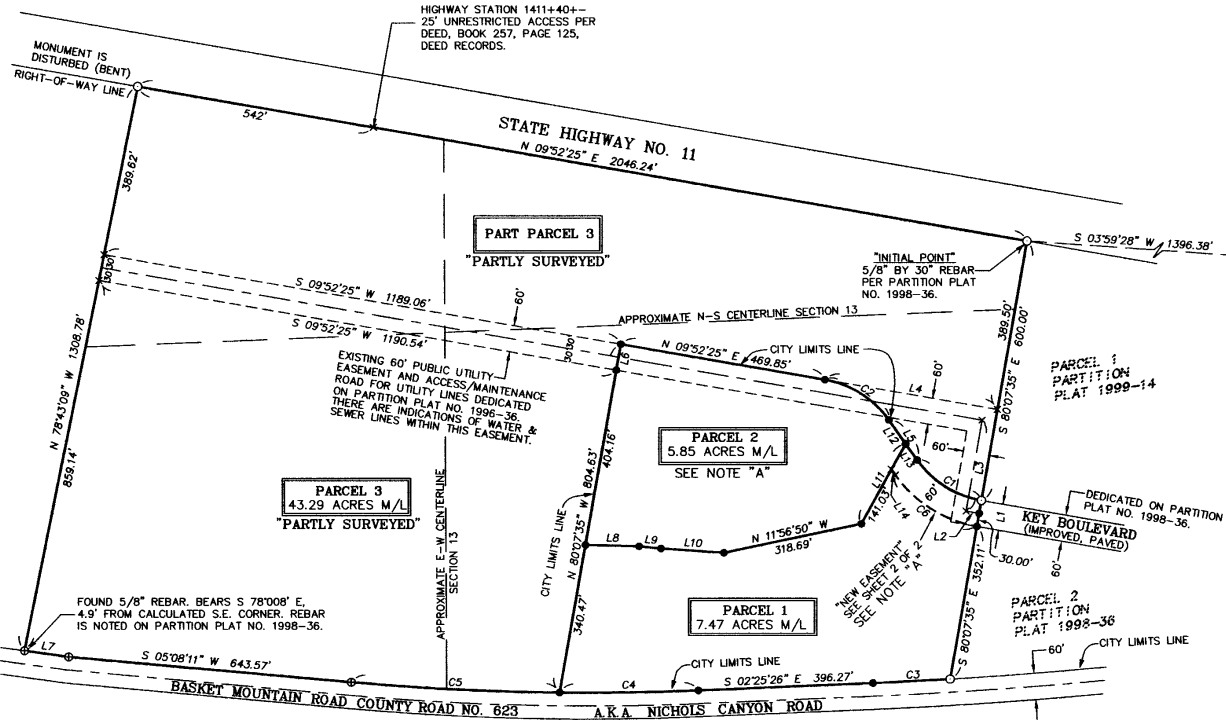 HIGHWAY STATION 1411+40+-
25' UNRESTRICTED ACCESS PER
DEED, BOOK 257, PAGE 125,
DEED RECORDS.
MONUMENT IS
DISTURBED (BENT)
RIGHT-OF-WAY LINE
542'
STATE HIGHWAY NO. 11
N 09°52'25" E 2046.24'
389.62'
PART PARCEL 3
"PARTLY SURVEYED"
S 03°59'28" W 1396.38'
"INITIAL POINT"
5/8" BY 30" REBAR
PER PARTITION PLAT
NO. 1998-36.
30' 30'
S 09°52'25" W 1189.06'
60'
APPROXIMATE N-S CENTERLINE SECTION 13
389.50'
S 80°07'35" E 600.00'
S 09°52'25" W 1190.54'
30' 30'
L6
N 09°52'25" E 469.85'
CITY LIMITS LINE
60'
L4
C2
PARCEL 1
PARTITION
PLAT 1999-14
EXISTING 60' PUBLIC UTILITY
EASEMENT AND ACCESS/MAINTENANCE
ROAD FOR UTILITY LINES DEDICATED
ON PARTITION PLAT NO. 1996-36.
THERE ARE INDICATIONS OF WATER &
SEWER LINES WITHIN THIS EASEMENT.
N 78°43'09" W 1308.78'
859.14'
PARCEL 2
5.85 ACRES M/L
SEE NOTE "A"
L5
L12
L13
60'
L3
404.16'
N 80°07'35" W 804.63'
CITY LIMITS LINE
PARCEL 3
43.29 ACRES M/L
"PARTLY SURVEYED"
L11
141.03'
L14
60'
C6
C1
L1
L2
DEDICATED ON PARTITION
PLAT NO. 1998-36.
KEY BOULEVARD
(IMPROVED, PAVED)
30.00'
60'
L8
L9
L10
N 11°56'50" W
318.69'
"NEW EASEMENT"
SEE SHEET 2 OF 2
SEE NOTE "A"
APPROXIMATE E-W CENTERLINE
SECTION 13
340.47'
PARCEL 1
7.47 ACRES M/L
S 80°07'35" E 352.11'
PARCEL 2
PARTITION
PLAT 1998-36
FOUND 5/8" REBAR. BEARS S 78°008' E,
4.9' FROM CALCULATED S.E. CORNER. REBAR
IS NOTED ON PARTITION PLAT NO. 1998-36.
L7
S 05°08'11" W 643.57'
C5
C4
CITY LIMITS LINE
S 02°25'26" E 396.27'
C3
60'
CITY LIMITS LINE
BASKET MOUNTAIN ROAD COUNTY ROAD NO. 623
A.K.A. NICHOLS CANYON ROAD